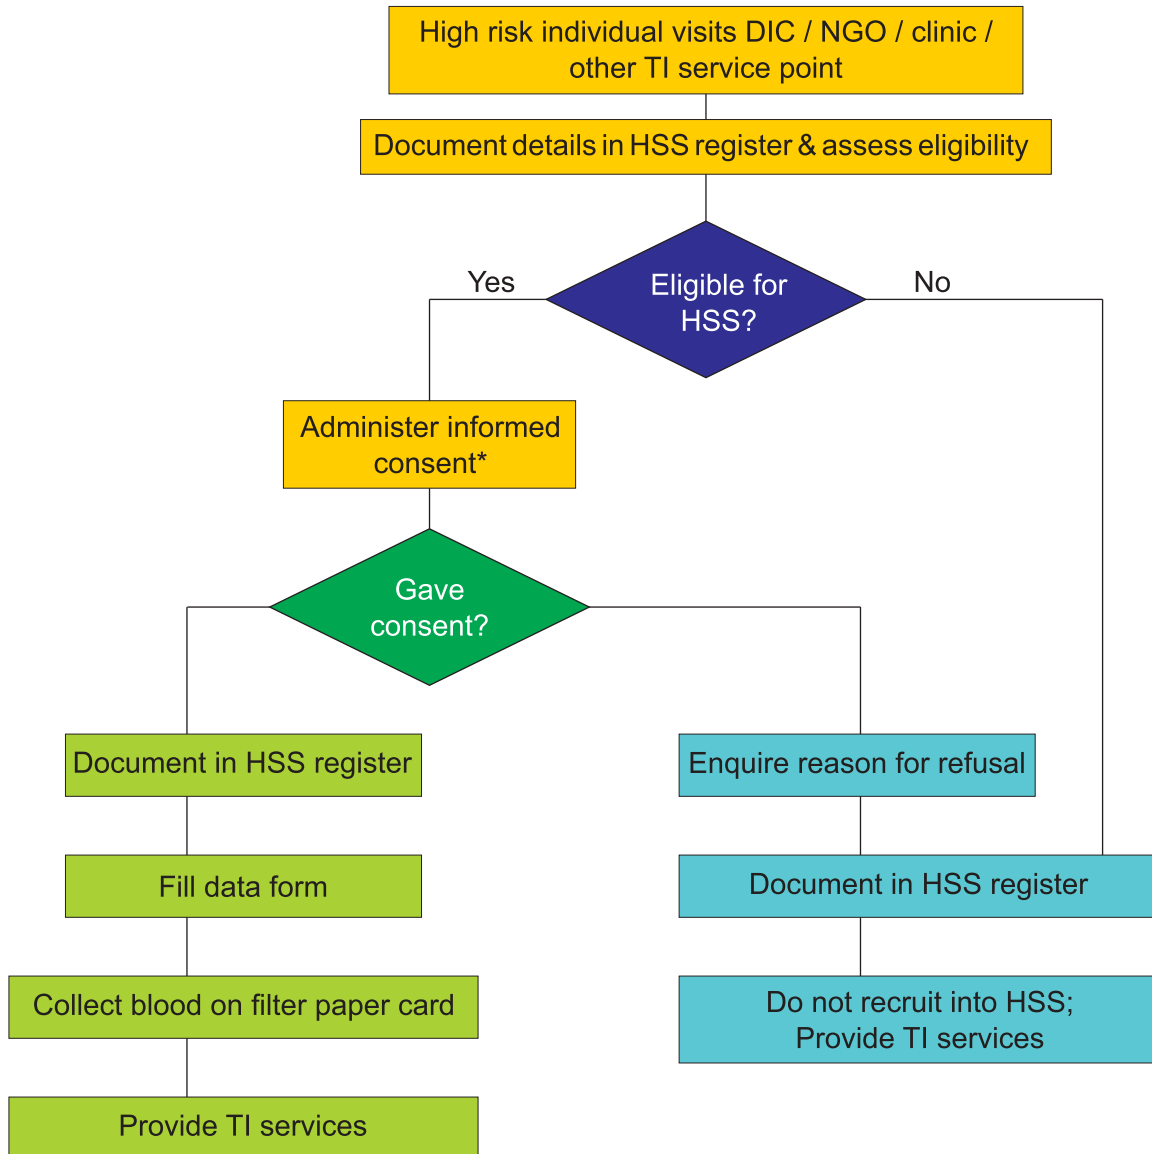 High risk individual visits DIC / NGO / clinic /
other TI service point
Document details in HSS register & assess eligibility
Yes
Eligible for
HSS?
No
Administer informed
consent*
Gave
consent?
Document in HSS register
Enquire reason for refusal
Fill data form
Document in HSS register
Collect blood on filter paper card
Do not recruit into HSS;
Provide TI services
Provide TI services